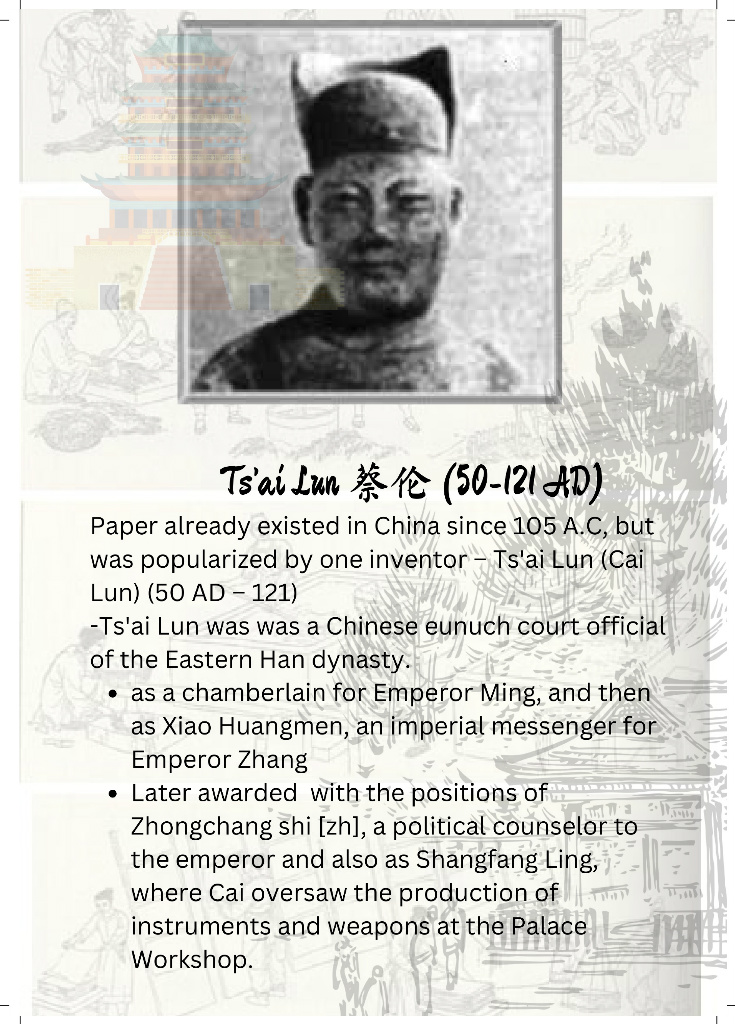 Ts'ai Lun 蔡伦 (50-121 AD)
Paper already existed in China since 105 A.C, but
was popularized by one inventor – Ts'ai Lun (Cai
Lun) (50 AD – 121)
-Ts'ai Lun was was a Chinese eunuch court official
of the Eastern Han dynasty.
• as a chamberlain for Emperor Ming, and then
as Xiao Huangmen, an imperial messenger for
Emperor Zhang
• Later awarded  with the positions of
Zhongchang shi [zh], a political counselor to
the emperor and also as Shangfang Ling,
where Cai oversaw the production of
instruments and weapons at the Palace
Workshop.